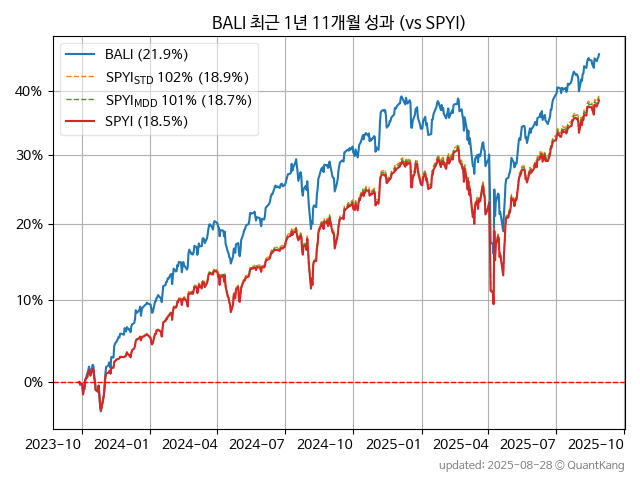 BALI 최근 1년 11개월 성과 (vs SPYI)
BALI (21.9%)
SPYI_STD 102% (18.9%)
SPYI_MDD 101% (18.7%)
SPYI (18.5%)
40%
30%
20%
10%
0%
2023-10 2024-01 2024-04 2024-07 2024-10 2025-01 2025-04 2025-07 2025-10
updated: 2025-08-28 © QuantKang